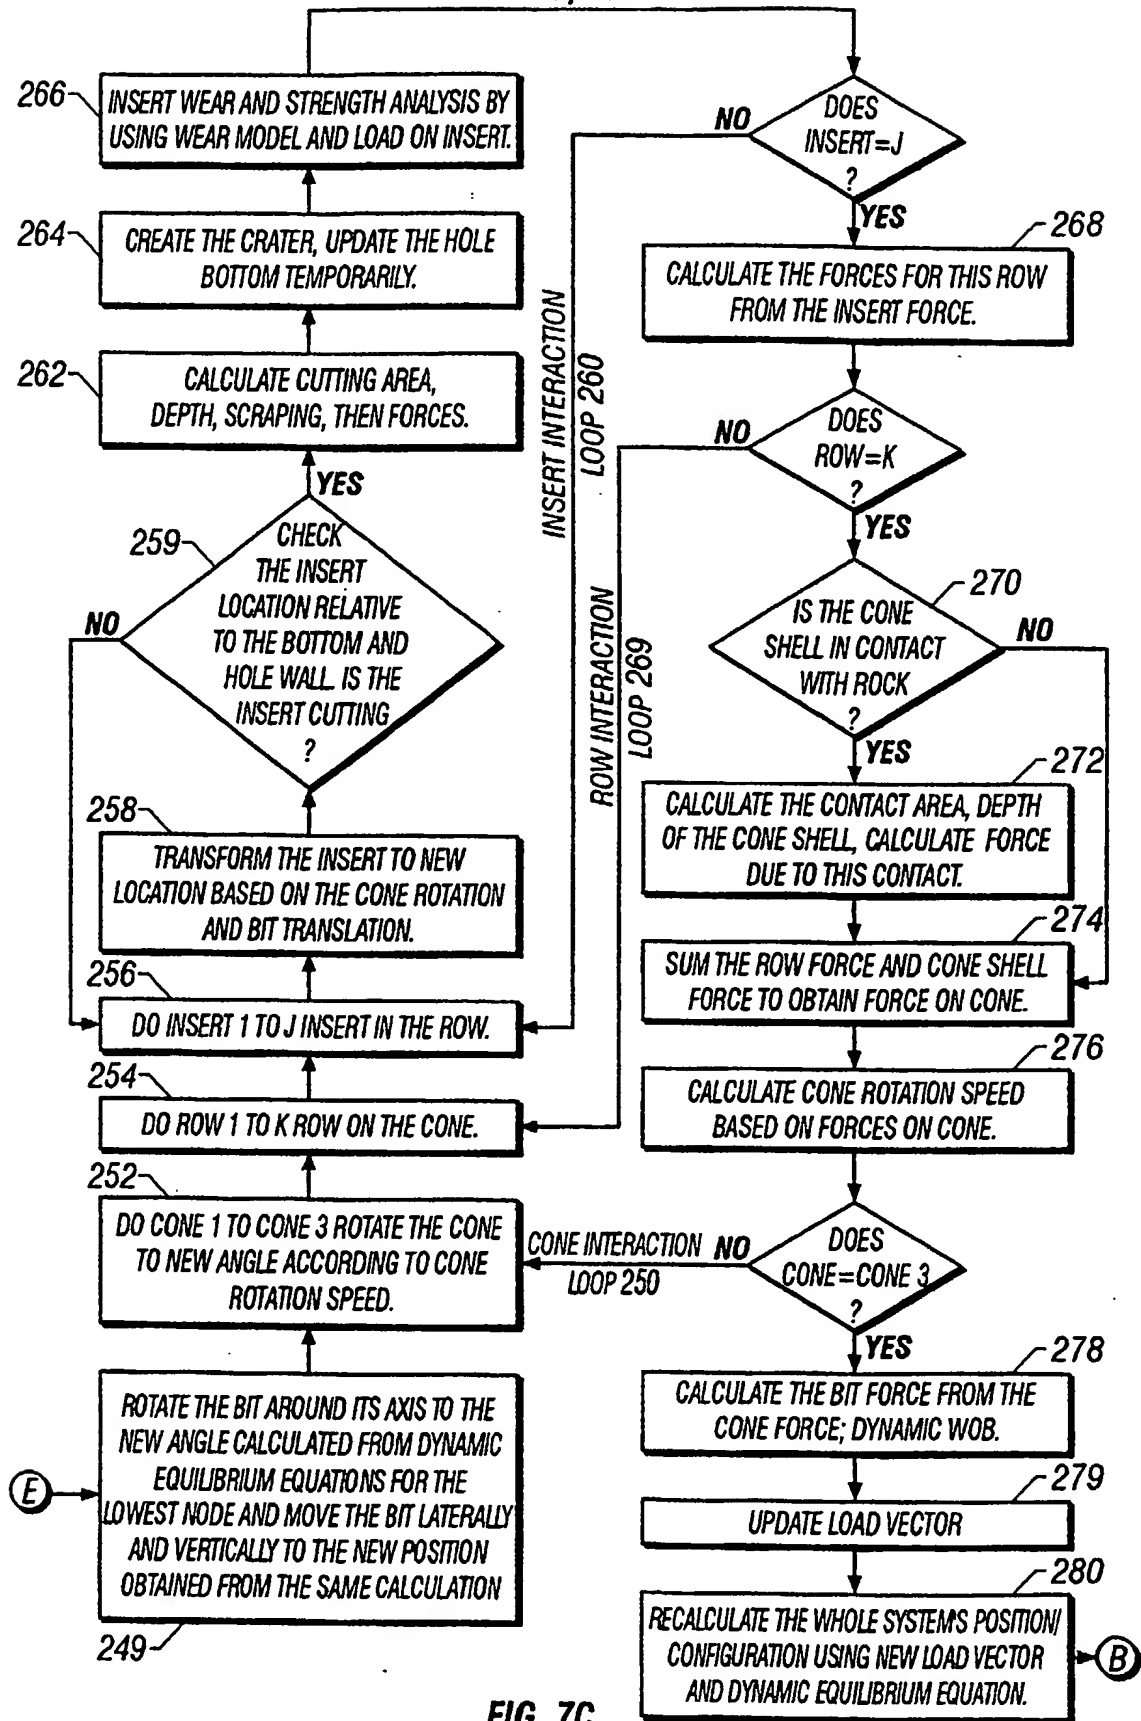 266
INSERT WEAR AND STRENGTH ANALYSIS BY
USING WEAR MODEL AND LOAD ON INSERT.
264
CREATE THE CRATER, UPDATE THE HOLE
BOTTOM TEMPORARILY.
262
CALCULATE CUTTING AREA,
DEPTH, SCRAPING, THEN FORCES.
YES
259
CHECK
THE INSERT
LOCATION RELATIVE
TO THE BOTTOM AND
HOLE WALL. IS THE
INSERT CUTTING
?
NO
258
TRANSFORM THE INSERT TO NEW
LOCATION BASED ON THE CONE ROTATION
AND BIT TRANSLATION.
256
DO INSERT 1 TO J INSERT IN THE ROW.
254
DO ROW 1 TO K ROW ON THE CONE.
252
DO CONE 1 TO CONE 3 ROTATE THE CONE
TO NEW ANGLE ACCORDING TO CONE
ROTATION SPEED.
E
ROTATE THE BIT AROUND ITS AXIS TO THE
NEW ANGLE CALCULATED FROM DYNAMIC
EQUILIBRIUM EQUATIONS FOR THE
LOWEST NODE AND MOVE THE BIT LATERALLY
AND VERTICALLY TO THE NEW POSITION
OBTAINED FROM THE SAME CALCULATION
249
INSERT INTERACTION
LOOP 260
ROW INTERACTION
LOOP 269
CONE INTERACTION
LOOP 250
DOES
INSERT=J
?
NO
YES
268
CALCULATE THE FORCES FOR THIS ROW
FROM THE INSERT FORCE.
DOES
ROW=K
?
NO
YES
270
IS THE CONE
SHELL IN CONTACT
WITH ROCK
?
NO
YES
272
CALCULATE THE CONTACT AREA, DEPTH
OF THE CONE SHELL, CALCULATE FORCE
DUE TO THIS CONTACT.
274
SUM THE ROW FORCE AND CONE SHELL
FORCE TO OBTAIN FORCE ON CONE.
276
CALCULATE CONE ROTATION SPEED
BASED ON FORCES ON CONE.
DOES
CONE=CONE 3
?
NO
YES
278
CALCULATE THE BIT FORCE FROM THE
CONE FORCE; DYNAMIC WOB.
279
UPDATE LOAD VECTOR
280
RECALCULATE THE WHOLE SYSTEM'S POSITION/
CONFIGURATION USING NEW LOAD VECTOR
AND DYNAMIC EQUILIBRIUM EQUATION.
B
FIG. 7C